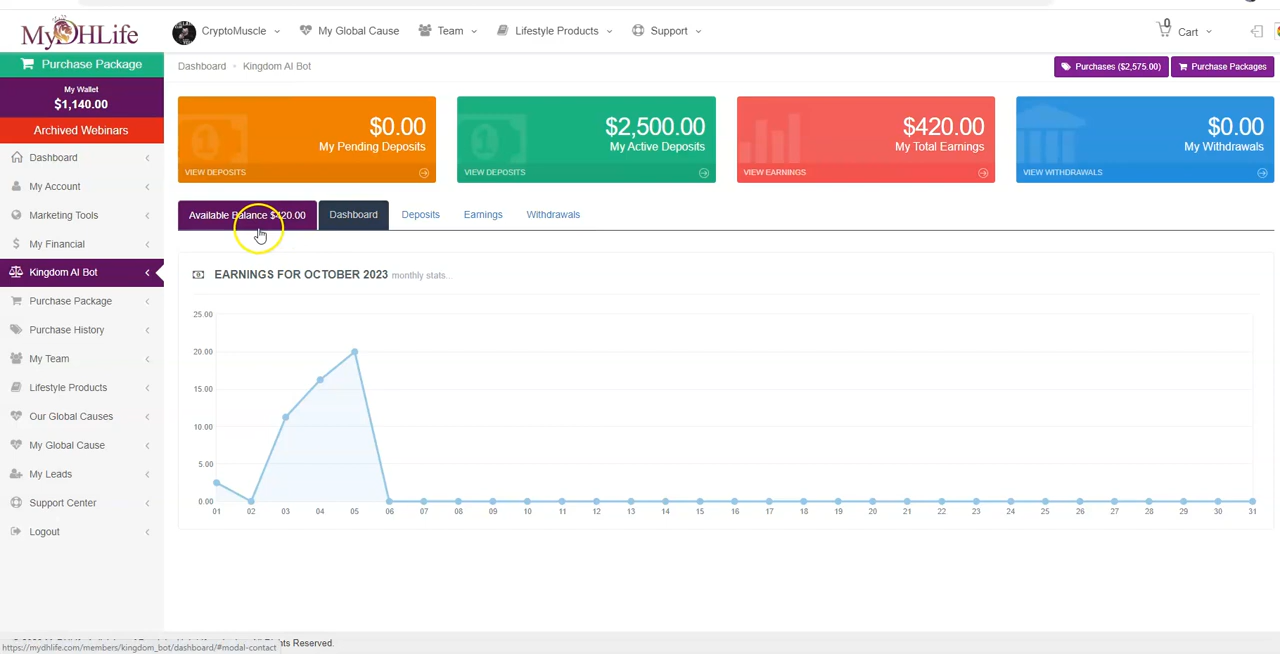 MyDHLife
CryptoMuscle
My Global Cause
Team
Lifestyle Products
Support
0
Cart
Purchase Package
My Wallet
$1,140.00
Archived Webinars
Dashboard
My Account
Marketing Tools
My Financial
Kingdom AI Bot
Purchase Package
Purchase History
My Team
Lifestyle Products
Our Global Causes
My Global Cause
My Leads
Support Center
Logout
Dashboard Kingdom AI Bot
Purchases ($2,575.00)
Purchase Packages
$0.00
My Pending Deposits
VIEW DEPOSITS
$2,500.00
My Active Deposits
VIEW DEPOSITS
$420.00
My Total Earnings
VIEW EARNINGS
$0.00
My Withdrawals
VIEW WITHDRAWALS
Available Balance $420.00
Dashboard
Deposits
Earnings
Withdrawals
EARNINGS FOR OCTOBER 2023 monthly stats...
25.00
20.00
15.00
10.00
5.00
0.00
01 02 03 04 05 06 07 08 09 10 11 12 13 14 15 16 17 18 19 20 21 22 23 24 25 26 27 28 29 30 31
Reserved.
https://mydhlife.com/members/kingdom_bot/dashboard/#modal-contact